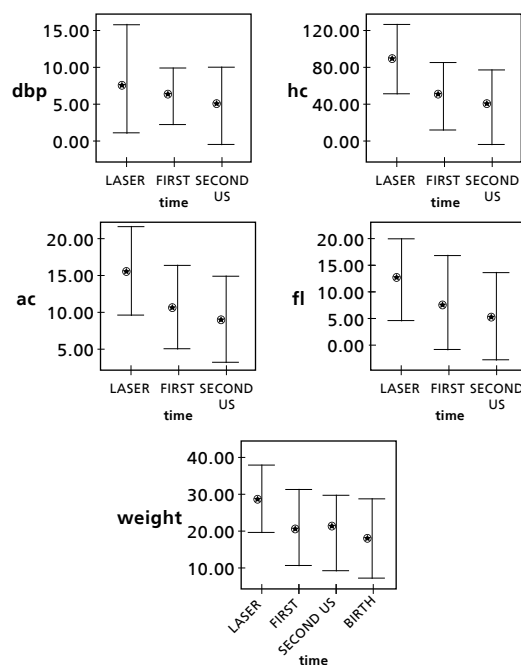 15.00
10.00
dbp
5.00
0.00
LASER FIRST SECOND
US
time
120.00
80.00
hc
40.00
0.00
LASER FIRST SECOND
US
time
20.00
15.00
ac
10.00
5.00
LASER FIRST SECOND
US
time
20.00
15.00
10.00
fl
5.00
0.00
LASER FIRST SECOND
US
time
40.00
30.00
weight
20.00
10.00
LASER FIRST SECOND US BIRTH
time